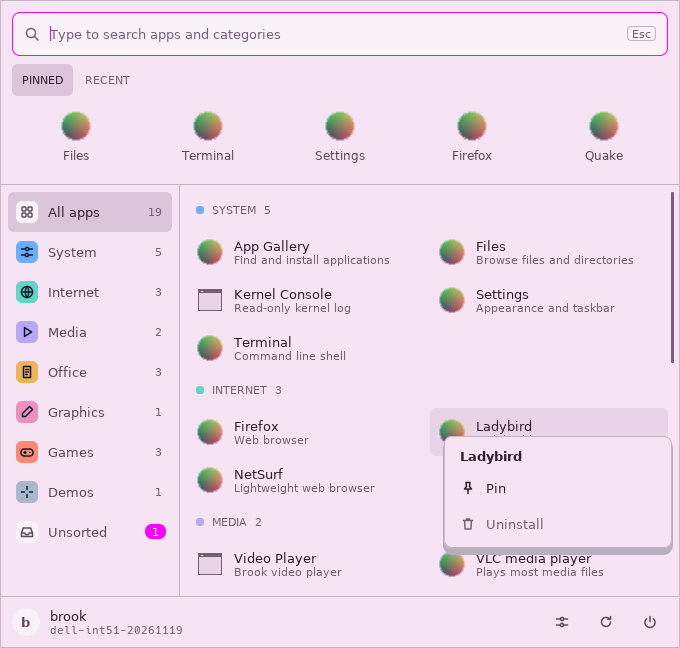 Type to search apps and categories Esc
PINNED RECENT
Files Terminal Settings Firefox Quake
All apps 19
System 5
Internet 3
Media 2
Office 3
Graphics 1
Games 3
Demos 1
Unsorted 1
SYSTEM 5
App Gallery
Find and install applications
Files
Browse files and directories
Kernel Console
Read-only kernel log
Settings
Appearance and taskbar
Terminal
Command line shell
INTERNET 3
Firefox
Web browser
Ladybird
NetSurf
Lightweight web browser
Ladybird
Pin
Uninstall
MEDIA 2
Video Player
Brook video player
VLC media player
Plays most media files
b
brook
dell-int51-20261119